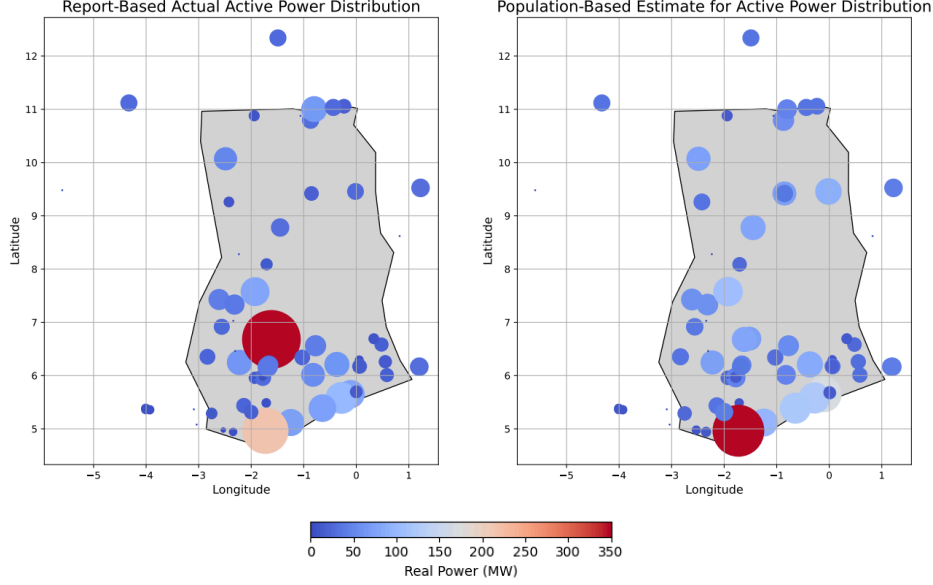 Report-Based Actual Active Power Distribution
Population-Based Estimate for Active Power Distribution
12
11
10
9
8
7
6
5
Latitude
−5 −4 −3 −2 −1 0 1
Longitude
12
11
10
9
8
7
6
5
Latitude
−5 −4 −3 −2 −1 0 1
Longitude
0 50 100 150 200 250 300 350
Real Power (MW)